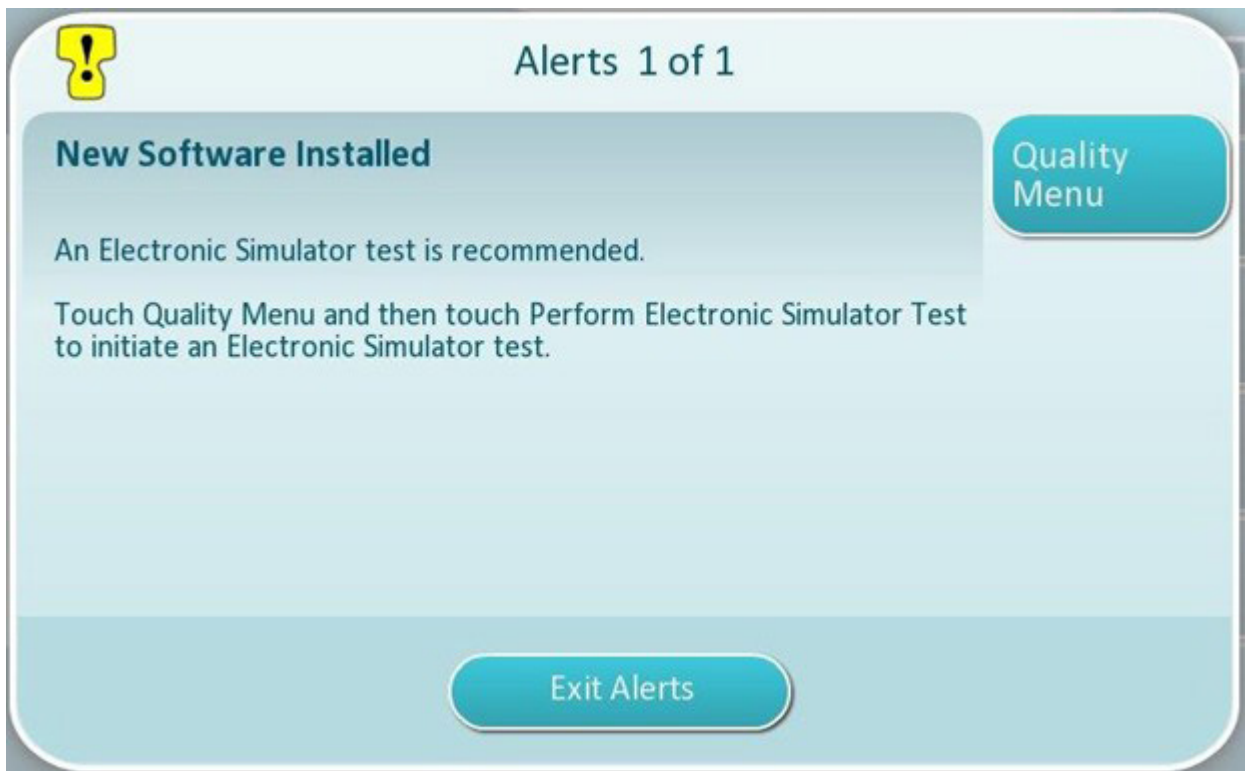 Alerts 1 of 1
New Software Installed
Quality
Menu
An Electronic Simulator test is recommended.
Touch Quality Menu and then touch Perform Electronic Simulator Test
to initiate an Electronic Simulator test.
Exit Alerts